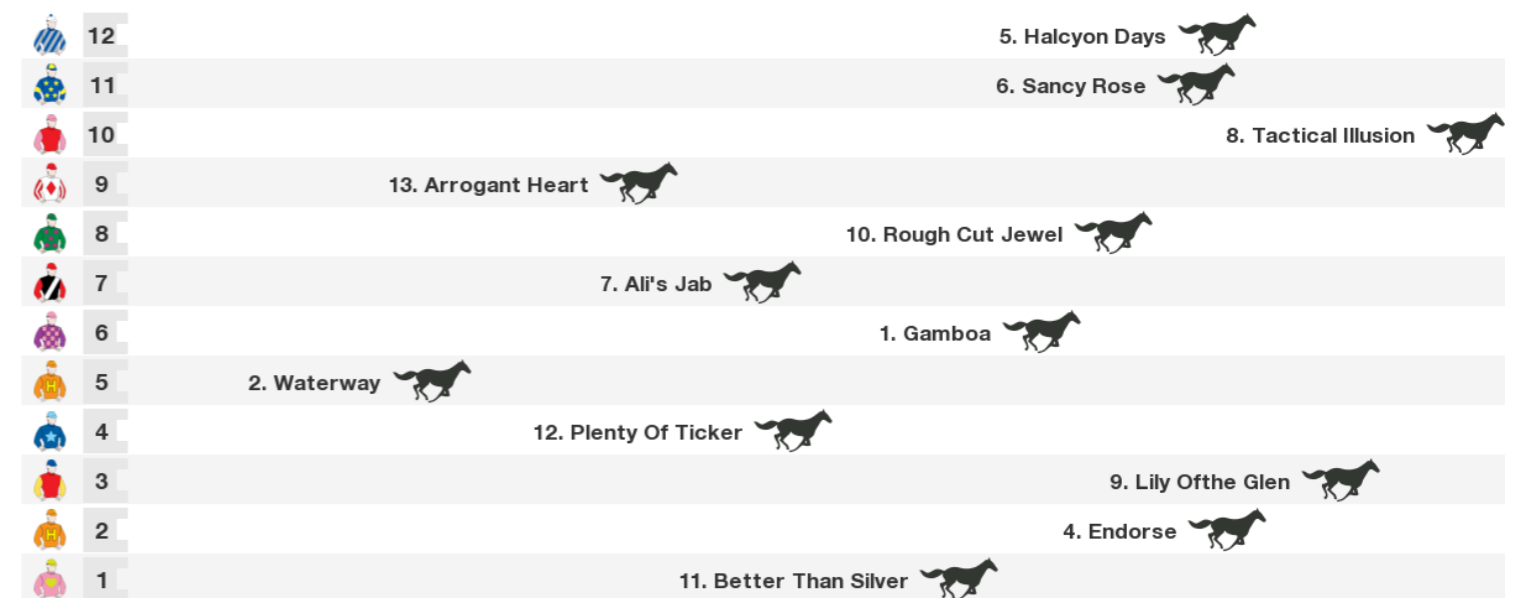 12 5. Halcyon Days
11 6. Sancy Rose
10 8. Tactical Illusion
9 13. Arrogant Heart
8 10. Rough Cut Jewel
7 7. Ali's Jab
6 1. Gamboa
H 5 2. Waterway
4 12. Plenty Of Ticker
3 9. Lily Ofthe Glen
H 2 4. Endorse
1 11. Better Than Silver